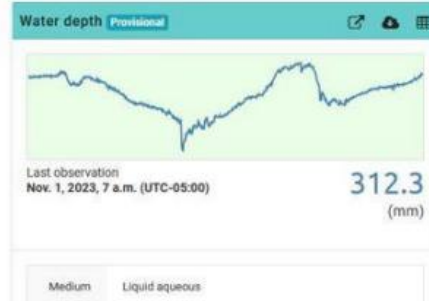 Water depth Provisional
Last observation
Nov. 1, 2023, 7 a.m. (UTC-05:00)
312.3
(mm)
Medium Liquid aqueous